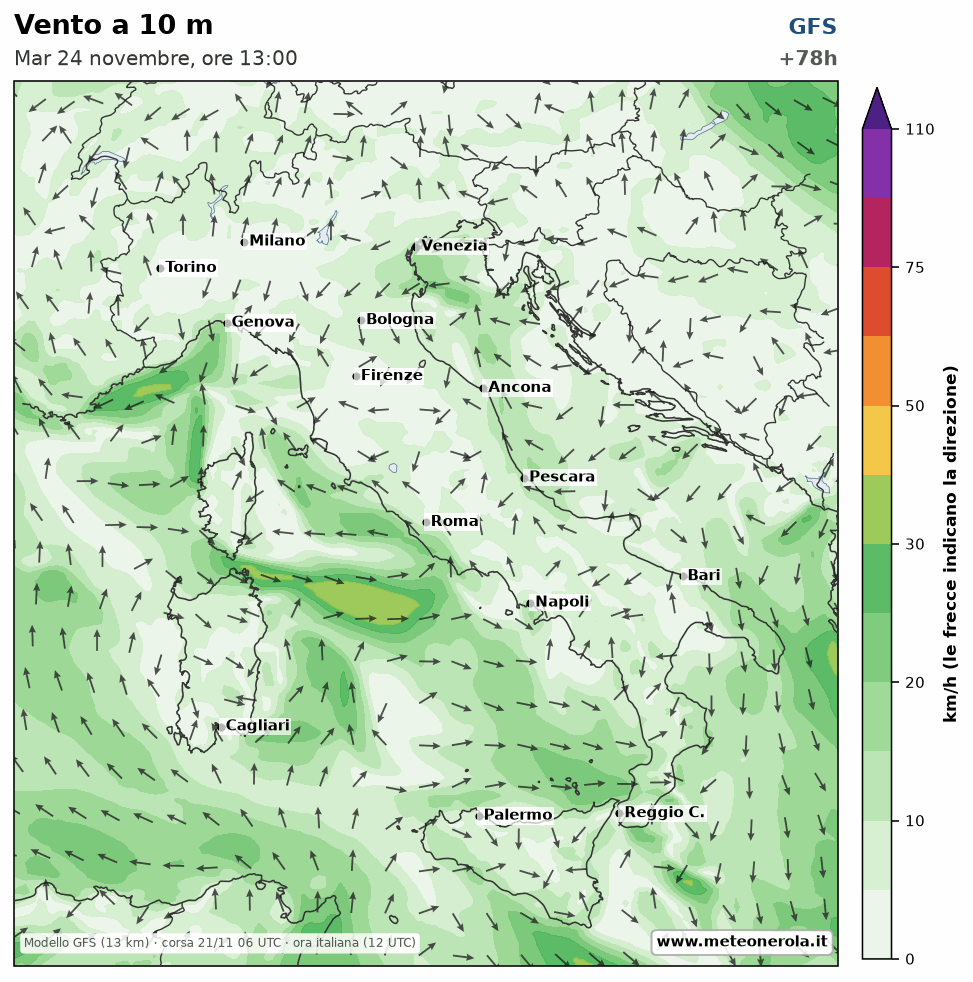 Vento a 10 m
GFS
Mar 24 novembre, ore 13:00
+78h
110
75
50
30
20
10
0
km/h (le frecce indicano la direzione)
Milano
Venezia
Torino
Genova
Bologna
Firenze
Ancona
Pescara
Roma
Bari
Napoli
Cagliari
Palermo
Reggio C.
Modello GFS (13 km) · corsa 21/11 06 UTC · ora italiana (12 UTC)
www.meteonerola.it